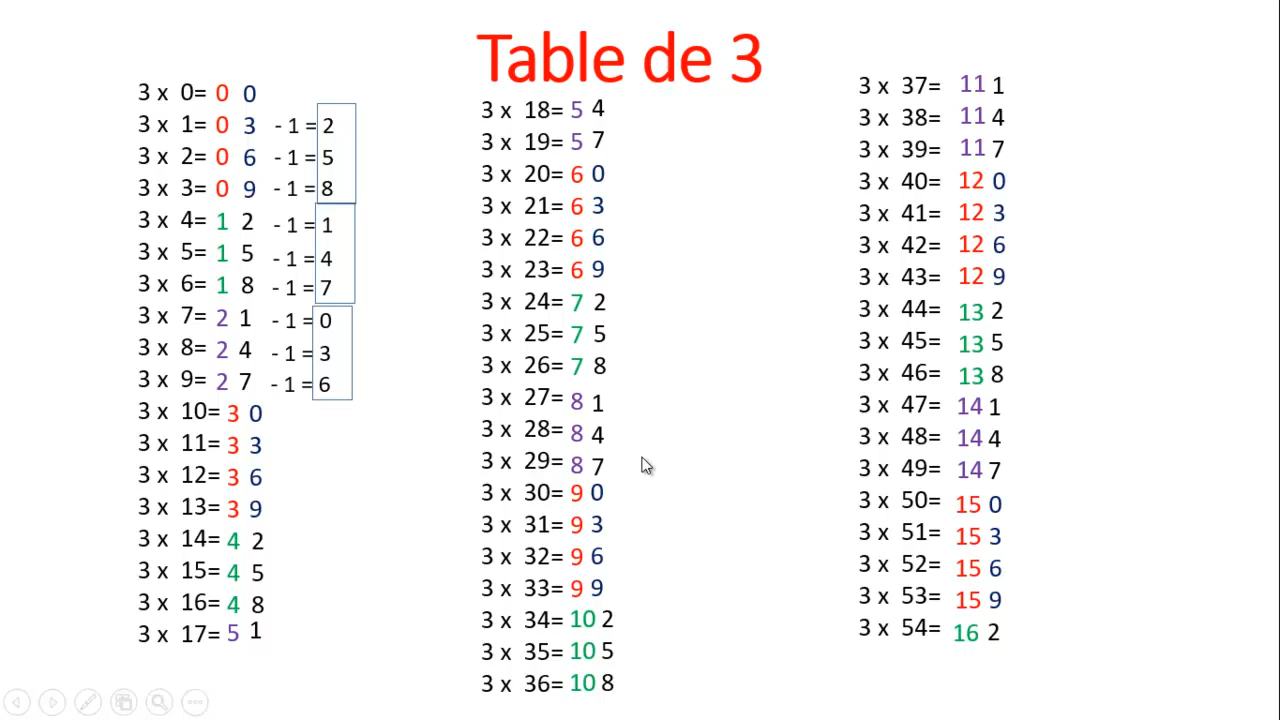 Table de 3
3 x 0= 0 0
3 x 1= 0 3 - 1 = 2
3 x 2= 0 6 - 1 = 5
3 x 3= 0 9 - 1 = 8
3 x 4= 1 2 - 1 = 1
3 x 5= 1 5 - 1 = 4
3 x 6= 1 8 - 1 = 7
3 x 7= 2 1 - 1 = 0
3 x 8= 2 4 - 1 = 3
3 x 9= 2 7 - 1 = 6
3 x 10= 3 0
3 x 11= 3 3
3 x 12= 3 6
3 x 13= 3 9
3 x 14= 4 2
3 x 15= 4 5
3 x 16= 4 8
3 x 17= 5 1
3 x 18= 5 4
3 x 19= 5 7
3 x 20= 6 0
3 x 21= 6 3
3 x 22= 6 6
3 x 23= 6 9
3 x 24= 7 2
3 x 25= 7 5
3 x 26= 7 8
3 x 27= 8 1
3 x 28= 8 4
3 x 29= 8 7
3 x 30= 9 0
3 x 31= 9 3
3 x 32= 9 6
3 x 33= 9 9
3 x 34= 10 2
3 x 35= 10 5
3 x 36= 10 8
3 x 37= 11 1
3 x 38= 11 4
3 x 39= 11 7
3 x 40= 12 0
3 x 41= 12 3
3 x 42= 12 6
3 x 43= 12 9
3 x 44= 13 2
3 x 45= 13 5
3 x 46= 13 8
3 x 47= 14 1
3 x 48= 14 4
3 x 49= 14 7
3 x 50= 15 0
3 x 51= 15 3
3 x 52= 15 6
3 x 53= 15 9
3 x 54= 16 2